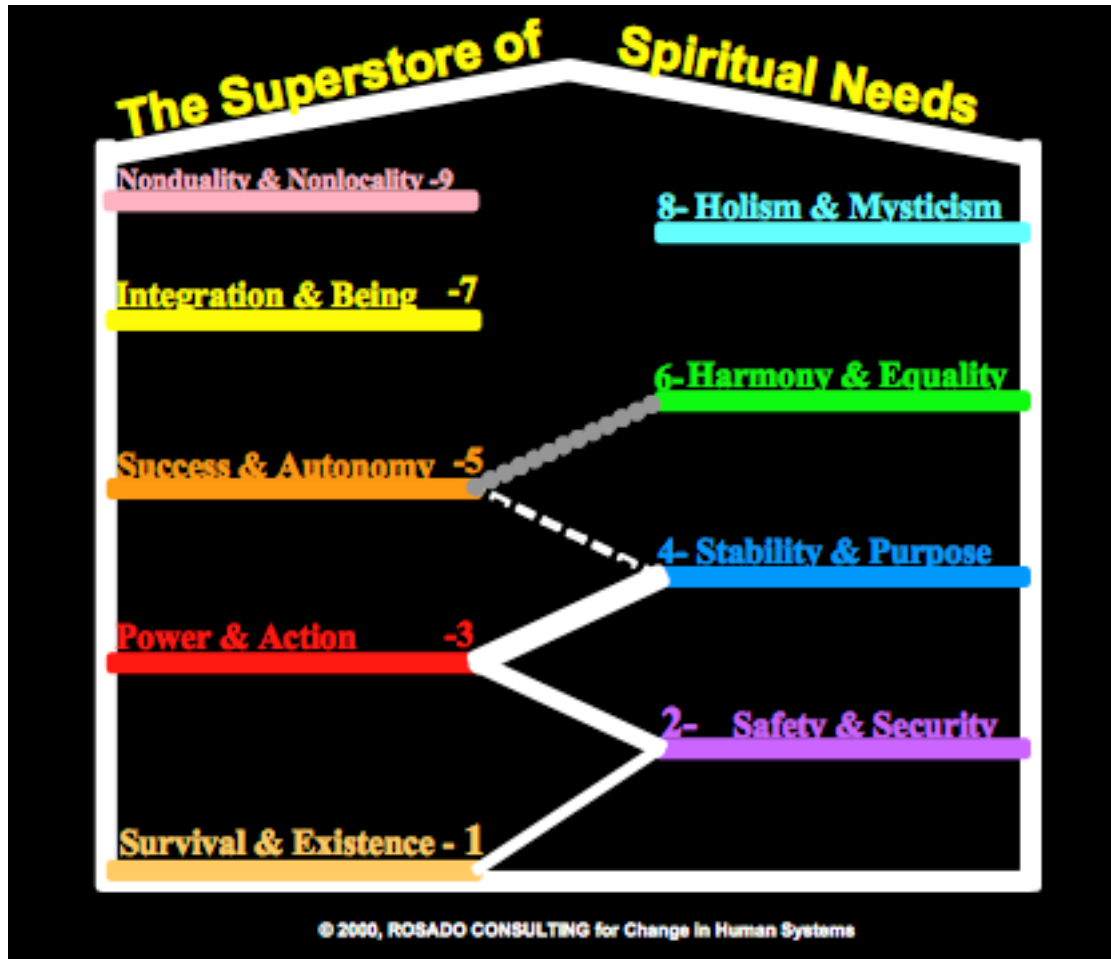 The Superstore of Spiritual Needs
Nonduality & Nonlocality -9
8- Holism & Mysticism
Integration & Being -7
6-Harmony & Equality
Success & Autonomy -5
4- Stability & Purpose
Power & Action -3
2- Safety & Security
Survival & Existence - 1
© 2000, ROSADO CONSULTING for Change in Human Systems